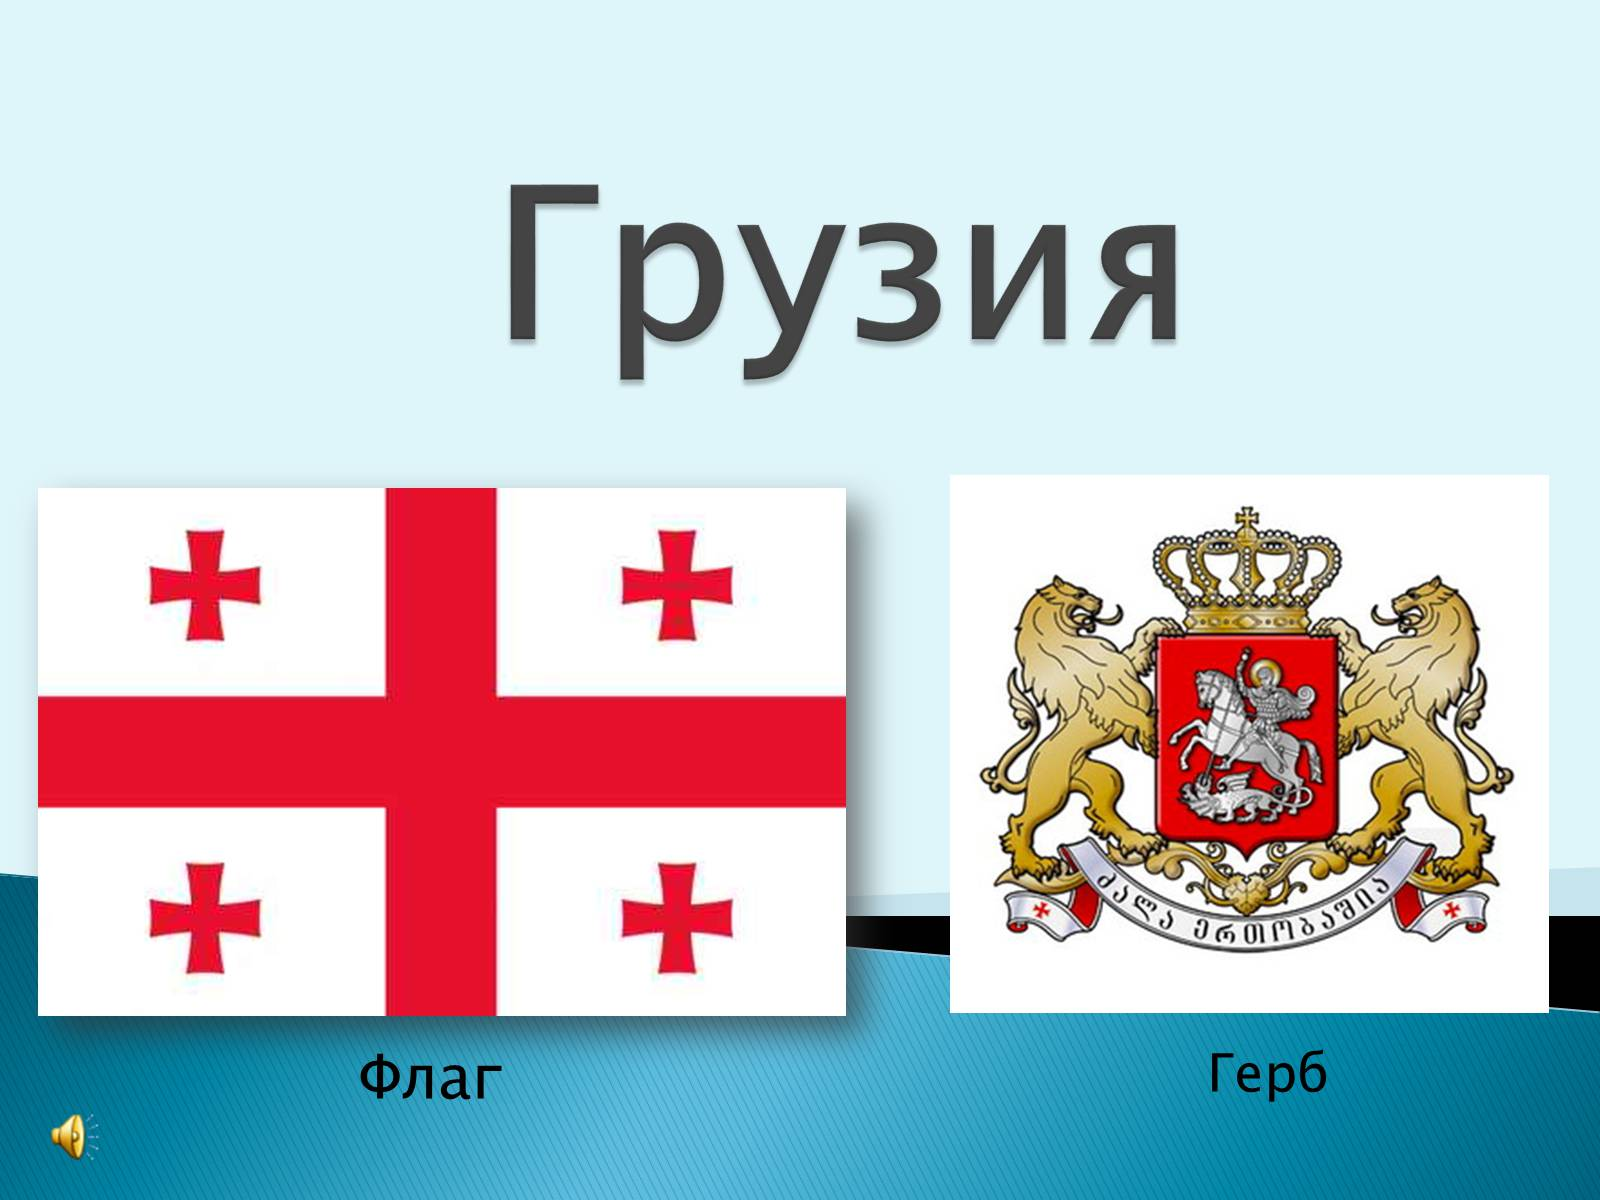 Грузия
ძალა ერთობაშია
Флаг
Герб